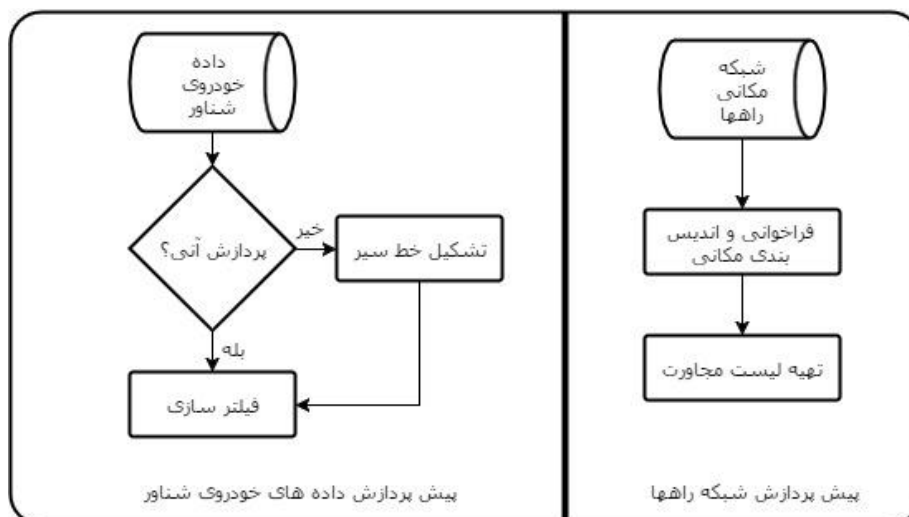 داده
خودروی
شناور
پردازش آنی؟
خیر
تشکیل خط سیر
بله
فیلتر سازی
پیش پردازش داده های خودروی شناور
شبکه
مکانی
راهها
فراخوانی و اندیس
بندی مکانی
تهیه لیست مجاورت
پیش پردازش شبکه راهها